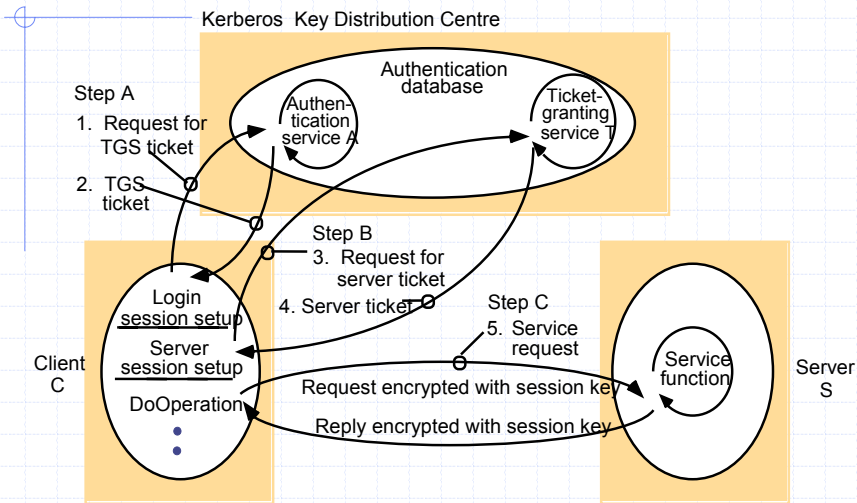 Kerberos Key Distribution Centre
Authentication
database
Authen-
tication
service A
Ticket-
granting
service T
Step A
1. Request for
TGS ticket
2. TGS
ticket
Step B
3. Request for
server ticket
4. Server ticket
Step C
5. Service
request
Login
session setup
Server
session setup
DoOperation
Client
C
Request encrypted with session key
Reply encrypted with session key
Service
function
Server
S